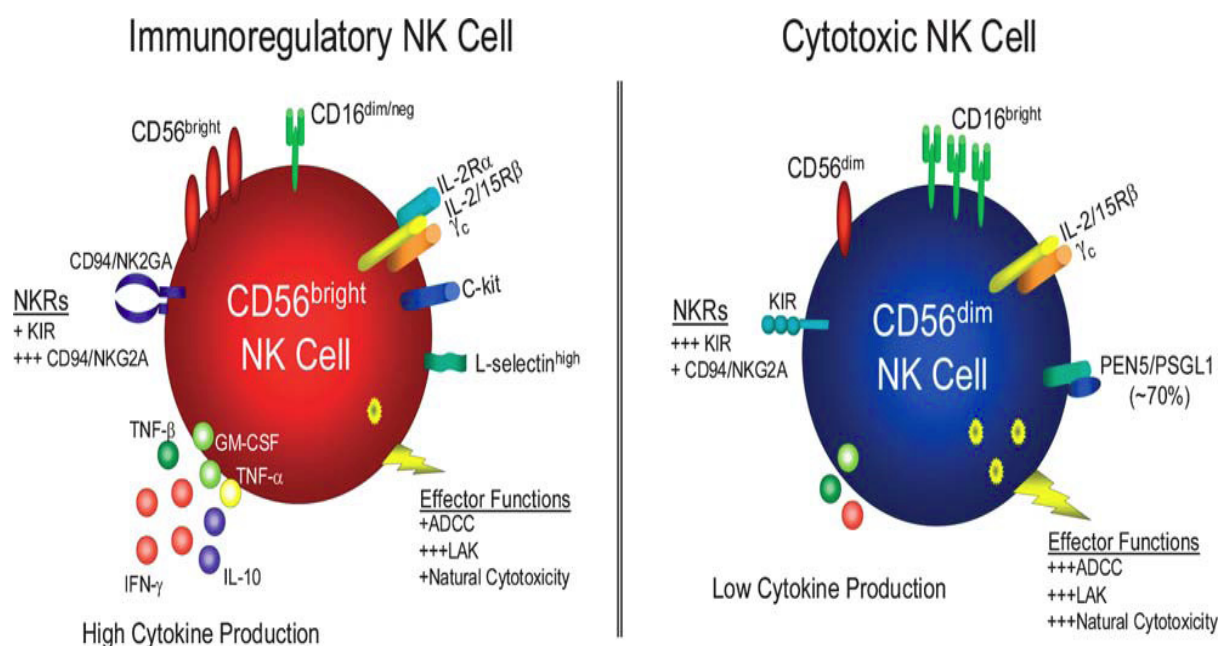 Immunoregulatory NK Cell
CD56bright
CD16dim/neg
IL-2Rα
IL-2/15Rβ
γc
CD94/NK2GA
C-kit
NKRs
+ KIR
+++ CD94/NKG2A
CD56bright
NK Cell
L-selectinhigh
TNF-β
GM-CSF
TNF-α
IFN-γ
IL-10
Effector Functions
+ADCC
+++LAK
+Natural Cytotoxicity
High Cytokine Production
Cytotoxic NK Cell
CD56dim
CD16bright
IL-2/15Rβ
γc
NKRs
+++ KIR
+ CD94/NKG2A
KIR
CD56dim
NK Cell
PEN5/PSGL1
(~70%)
Low Cytokine Production
Effector Functions
+++ADCC
+++LAK
+++Natural Cytotoxicity